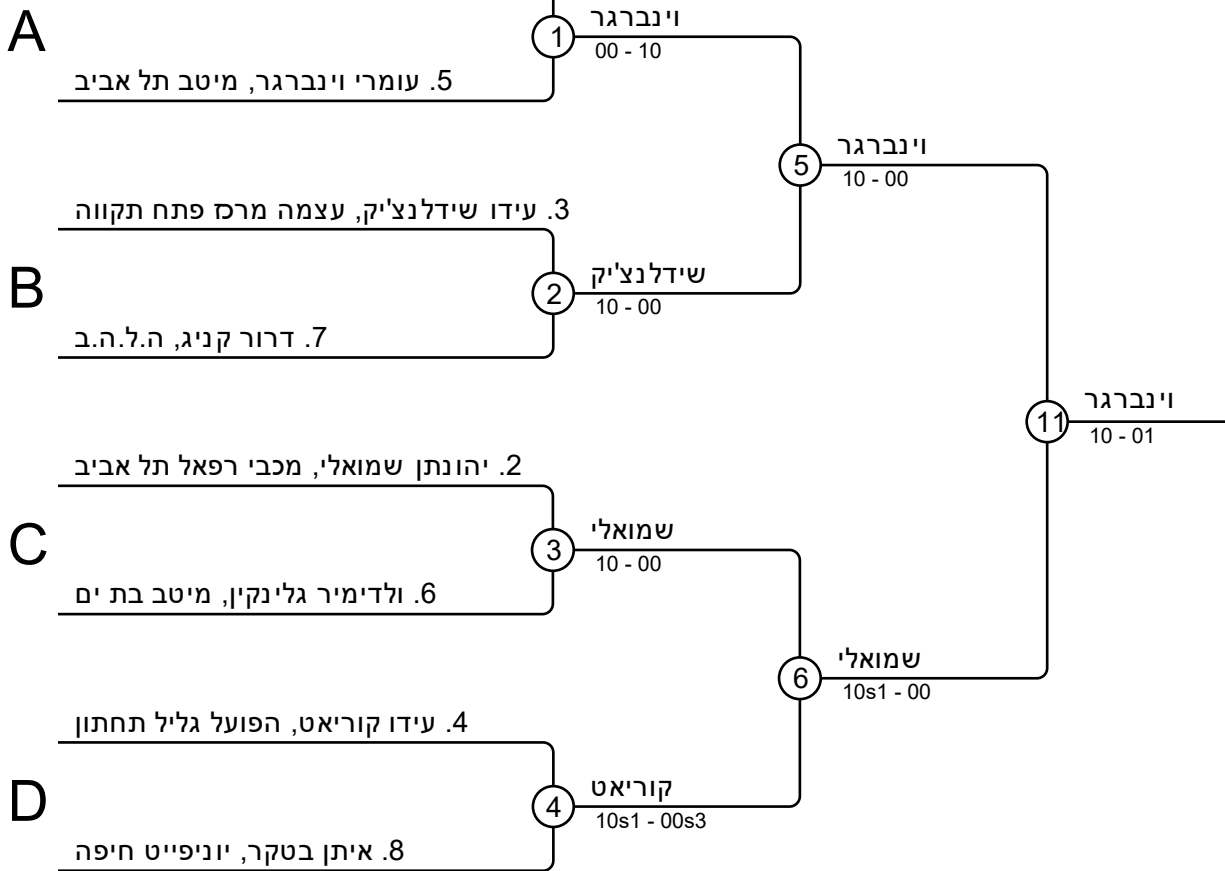 A
1
וינברגר
00 - 10
5. עומרי וינברגר, מיטב תל אביב
5
וינברגר
10 - 00
3. עידו שידלנצ'יק, עצמה מרכז פתח תקווה
B
2
שידלנצ'יק
10 - 00
7. דרור קניג, ה.ל.ה.ב
11
וינברגר
10 - 01
2. יהונתן שמואלי, מכבי רפאל תל אביב
C
3
שמואלי
10 - 00
6. ולדימיר גלינקין, מיטב בת ים
6
שמואלי
10s1 - 00
4. עידו קוריאט, הפועל גליל תחתון
D
4
קוריאט
10s1 - 00s3
8. איתן בטקר, יוניפייט חיפה